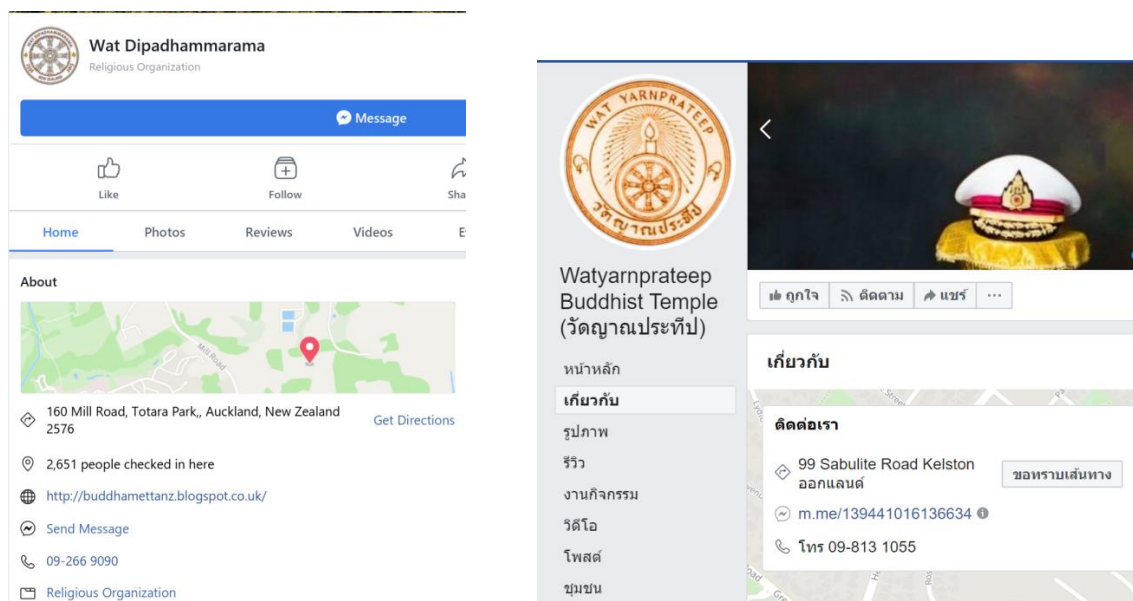 Wat Dipadhammarama
Religious Organization
Message
Like
Follow
Sha
Home
Photos
Reviews
Videos
About
Mill Road
160 Mill Road, Totara Park,, Auckland, New Zealand
2576
Get Directions
2,651 people checked in here
http://buddhamettanz.blogspot.co.uk/
Send Message
09-266 9090
Religious Organization
WAT YARNPRATEEP
วัดญาณประทีป
Watyarnprateep
Buddhist Temple
(วัดญาณประทีป)
หน้าหลัก
เกี่ยวกับ
รูปภาพ
รีวิว
งานกิจกรรม
วิดีโอ
โพสต์
ชุมชน
ถูกใจ
ติดตาม
แชร์
เกี่ยวกับ
ติดต่อเรา
99 Sabulite Road Kelston
ออกแลนด์
ขอทราบเส้นทาง
m.me/139441016136634
โทร 09-813 1055